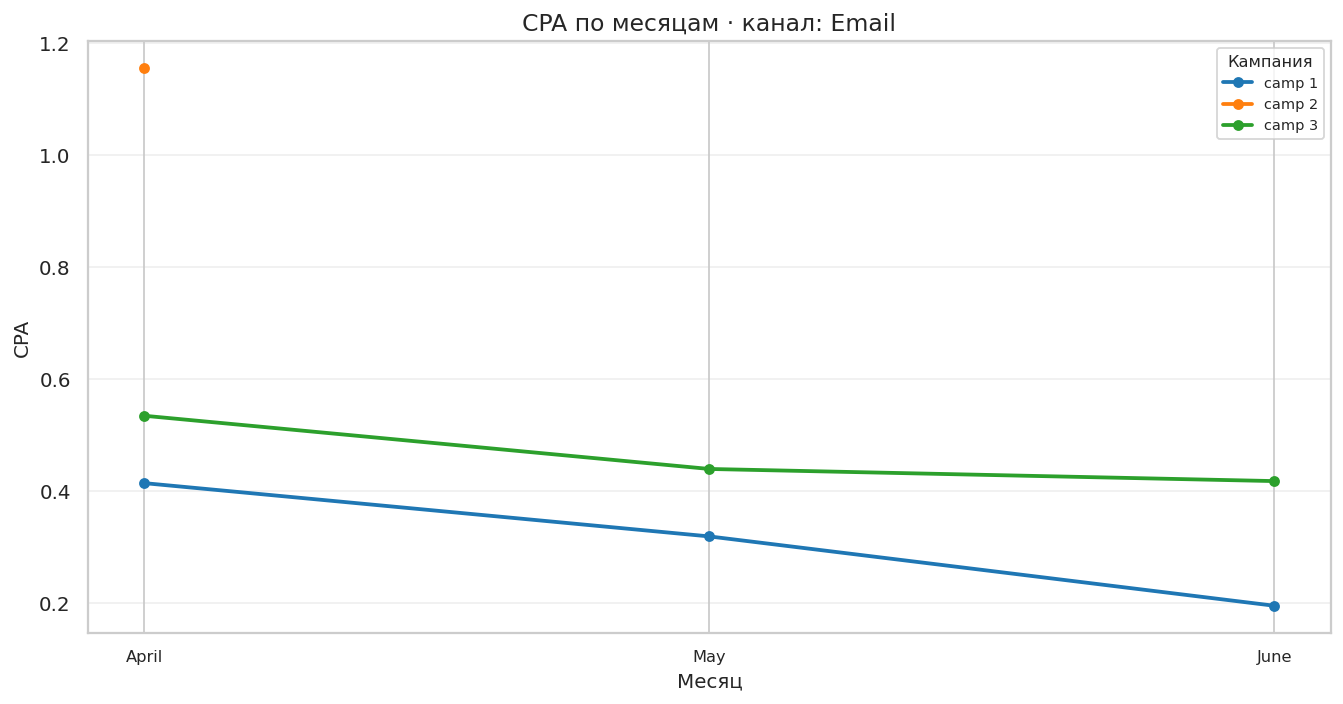 CPA по месяцам · канал: Email
1.2
1.0
0.8
0.6
0.4
0.2
CPA
Кампания
camp 1
camp 2
camp 3
April
May
June
Месяц